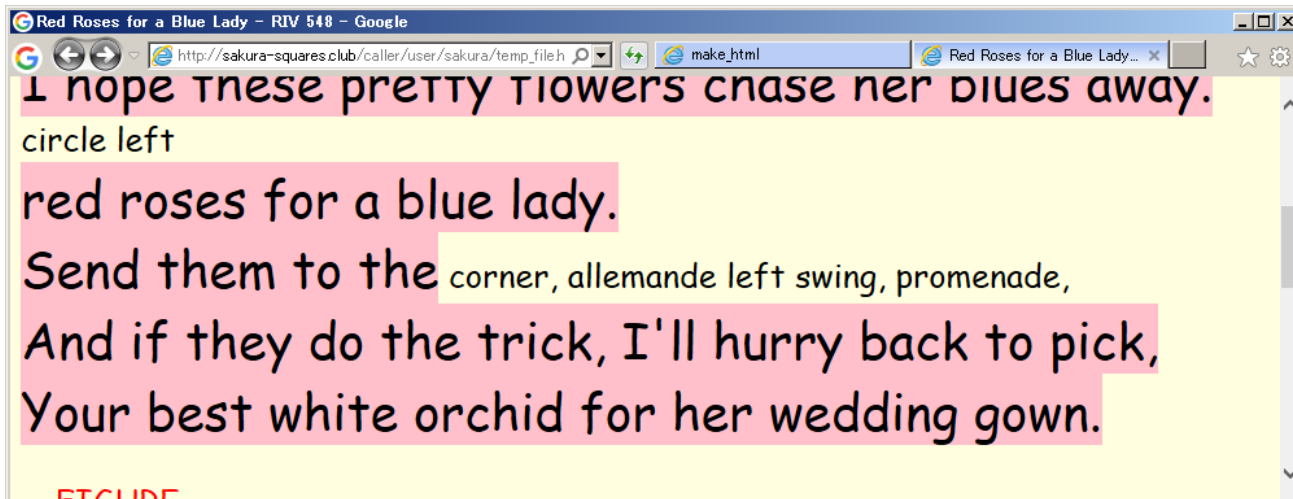 Red Roses for a Blue Lady - RIV 548 - Google
http://sakura-squares.club/caller/user/sakura/temp_file.h
make_html
Red Roses for a Blue Lady...
I hope these pretty flowers chase her blues away.
circle left
red roses for a blue lady.
Send them to the corner, allemande left swing, promenade,
And if they do the trick, I'll hurry back to pick,
Your best white orchid for her wedding gown.
FIGURE